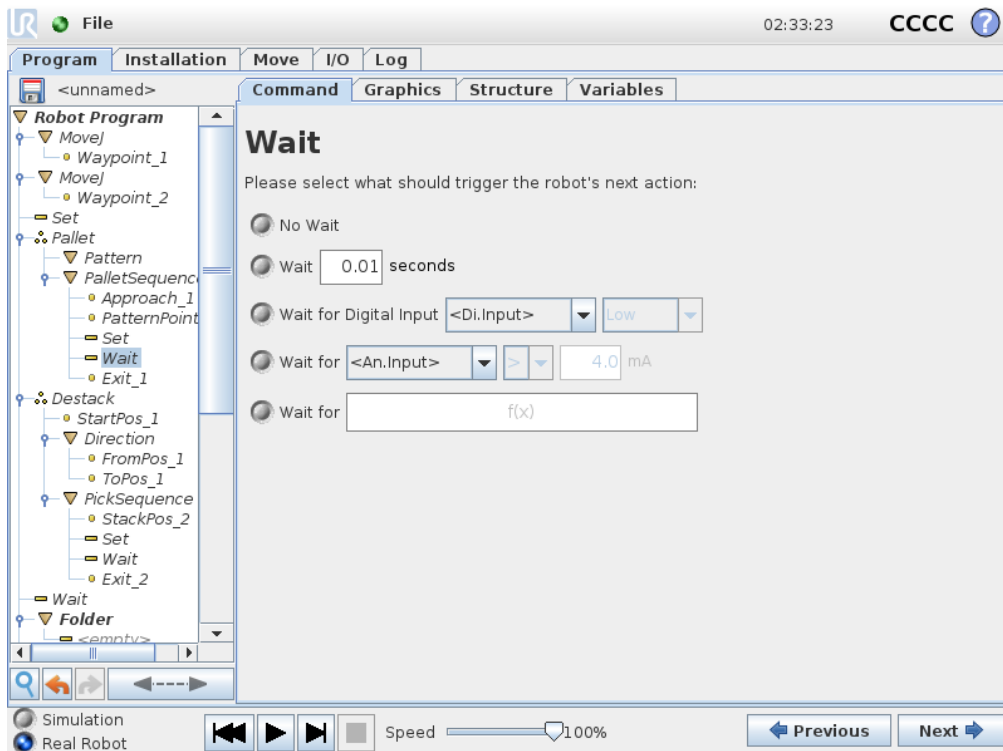 UR File 02:33:23 CCCC ?
Program Installation Move I/O Log
<unnamed>
Command Graphics Structure Variables
Robot Program
MoveJ
Waypoint_1
MoveJ
Waypoint_2
Set
Pallet
Pattern
PalletSequenc
Approach_1
PatternPoint
Set
Wait
Exit_1
Destack
StartPos_1
Direction
FromPos_1
ToPos_1
PickSequence
StackPos_2
Set
Wait
Exit_2
Wait
Folder
<empty>
Wait
Please select what should trigger the robot's next action:
No Wait
Wait 0.01 seconds
Wait for Digital Input <Di.Input> Low
Wait for <An.Input> > 4.0 mA
Wait for f(x)
Simulation
Real Robot
Speed 100%
Previous Next